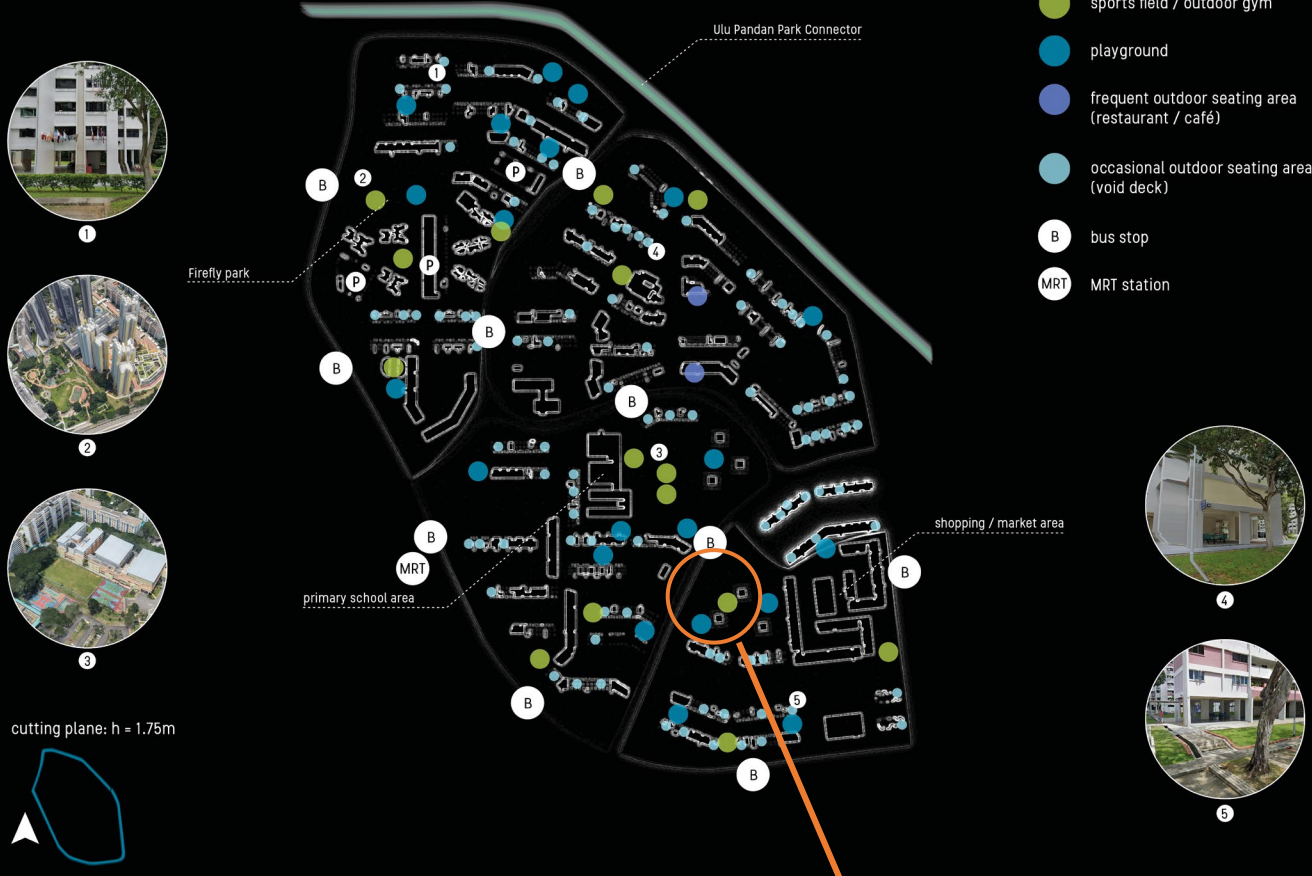 sports field / outdoor gym
playground
frequent outdoor seating area
(restaurant / café)
occasional outdoor seating area
(void deck)
B
bus stop
MRT
MRT station
Ulu Pandan Park Connector
Firefly park
primary school area
shopping / market area
1
2
3
4
5
1
2
3
4
5
P
P
P
B
B
B
B
B
B
MRT
B
B
B
B
cutting plane: h = 1.75m